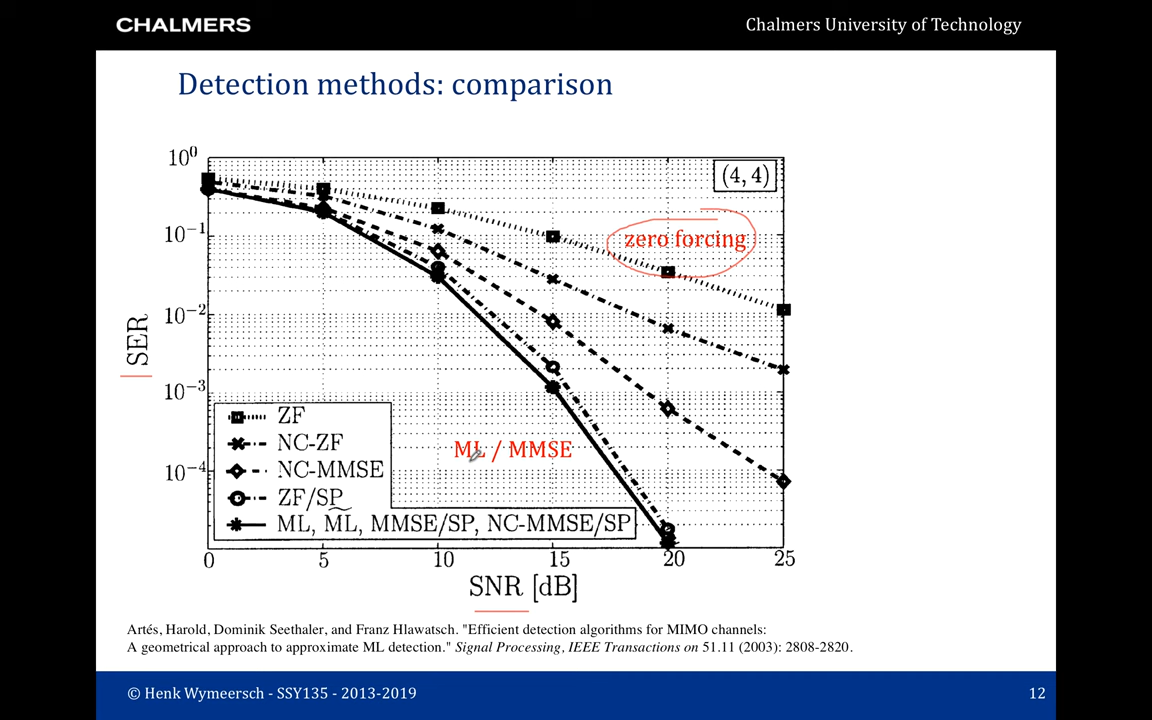 CHALMERS
Chalmers University of Technology
Detection methods: comparison
10^0
(4, 4)
10^-1
zero forcing
10^-2
SER
10^-3
ZF
NC-ZF
ML / MMSE
10^-4
NC-MMSE
ZF/SP
ML, M͠L, MMSE/SP, NC-MMSE/SP
0 5 10 15 20 25
SNR [dB]
Artés, Harold, Dominik Seethaler, and Franz Hlawatsch. "Efficient detection algorithms for MIMO channels:
A geometrical approach to approximate ML detection." Signal Processing, IEEE Transactions on 51.11 (2003): 2808-2820.
© Henk Wymeersch - SSY135 - 2013-2019
12